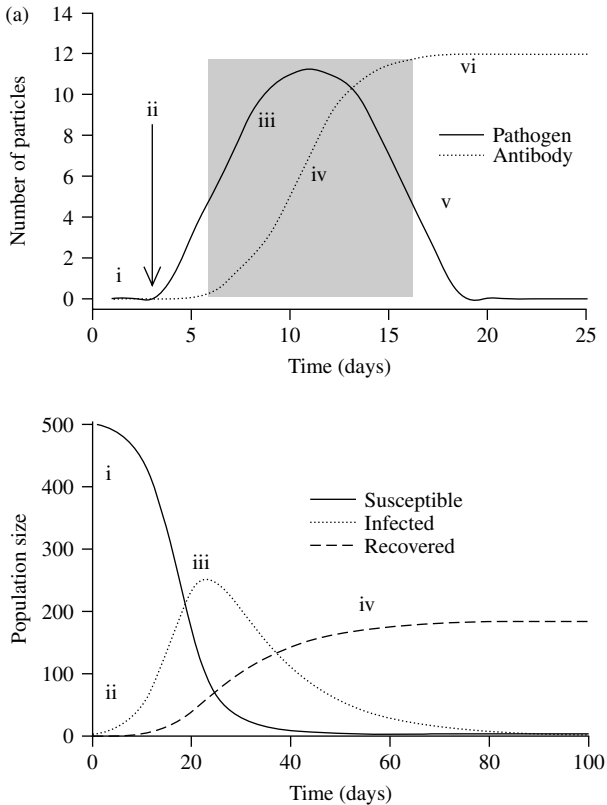 (a)
14
12
10
8
6
4
2
0
Number of particles
i
ii
iii
iv
v
vi
Pathogen
Antibody
0 5 10 15 20 25
Time (days)
500
400
300
200
100
0
Population size
i
ii
iii
iv
Susceptible
Infected
Recovered
0 20 40 60 80 100
Time (days)